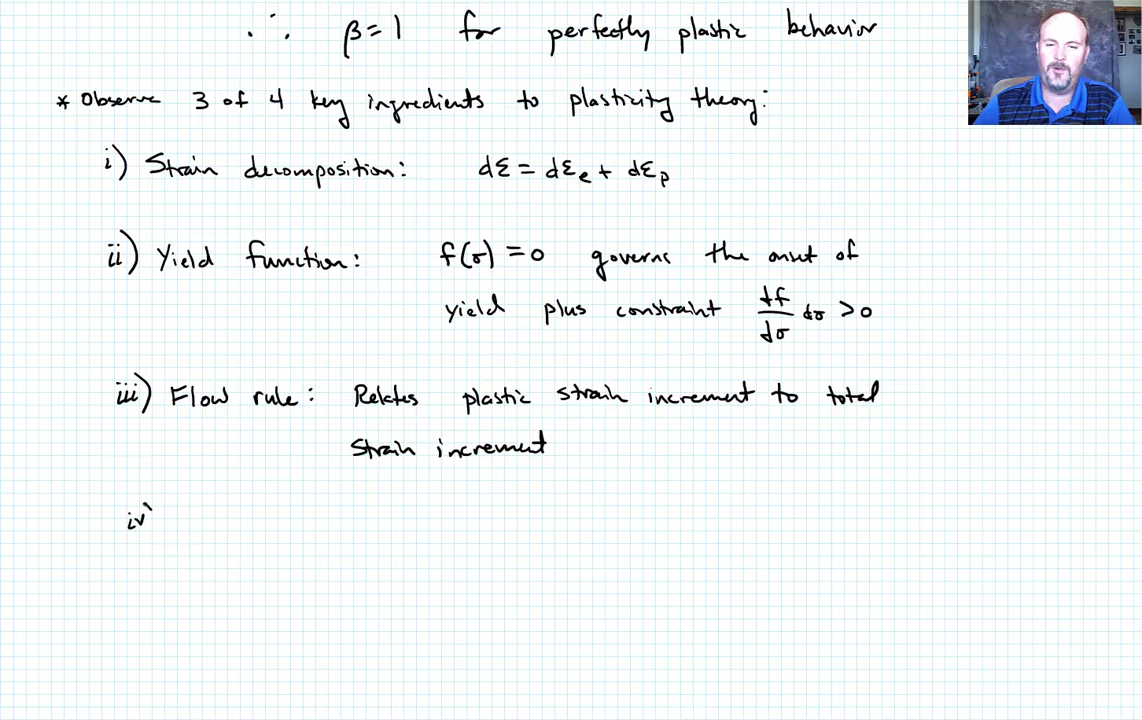 ∴ β=1 for perfectly plastic behavior
* Observe 3 of 4 key ingredients to plasticity theory:
i) Strain decomposition: dε = dεe + dεp
ii) Yield function: f(σ) = 0 governs the onset of
yield plus constraint df/dσ dσ > 0
iii) Flow rule: Relates plastic strain increment to total
strain increment
iv)